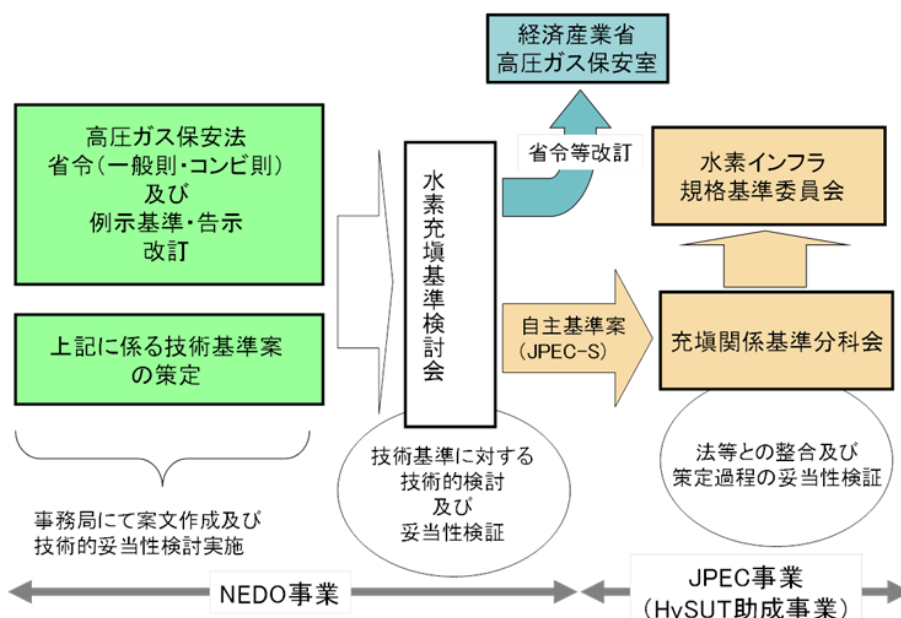 経済産業省
高圧ガス保安室
高圧ガス保安法
省令(一般則・コンビ則)
及び
例示基準・告示
改訂
上記に係る技術基準案
の策定
事務局にて案文作成及び
技術的妥当性検討実施
水素充塡基準検討会
技術基準に対する
技術的検討
及び
妥当性検証
省令等改訂
自主基準案
(JPEC-S)
水素インフラ
規格基準委員会
充塡関係基準分科会
法等との整合及び
策定過程の妥当性検証
NEDO事業
JPEC事業
(HySUT助成事業)